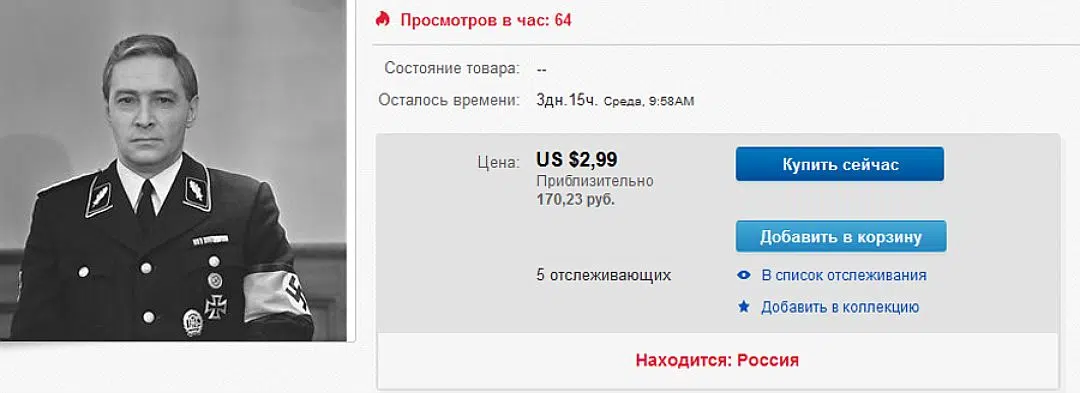 Просмотров в час: 64
Состояние товара: --
Осталось времени: 3дн.15ч. Среда, 9:58AM
Цена: US $2,99 Купить сейчас
Приблизительно
170,23 руб.
Добавить в корзину
5 отслеживающих В список отслеживания
Добавить в коллекцию
Находится: Россия